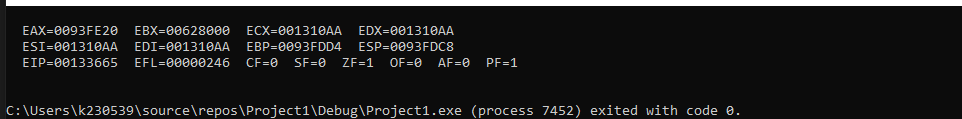 EAX=0093FE20  EBX=00628000  ECX=001310AA  EDX=001310AA
ESI=001310AA  EDI=001310AA  EBP=0093FDD4  ESP=0093FDC8
EIP=00133665  EFL=00000246  CF=0  SF=0  ZF=1  OF=0  AF=0  PF=1
C:\Users\k230539\source\repos\Project1\Debug\Project1.exe (process 7452) exited with code 0.